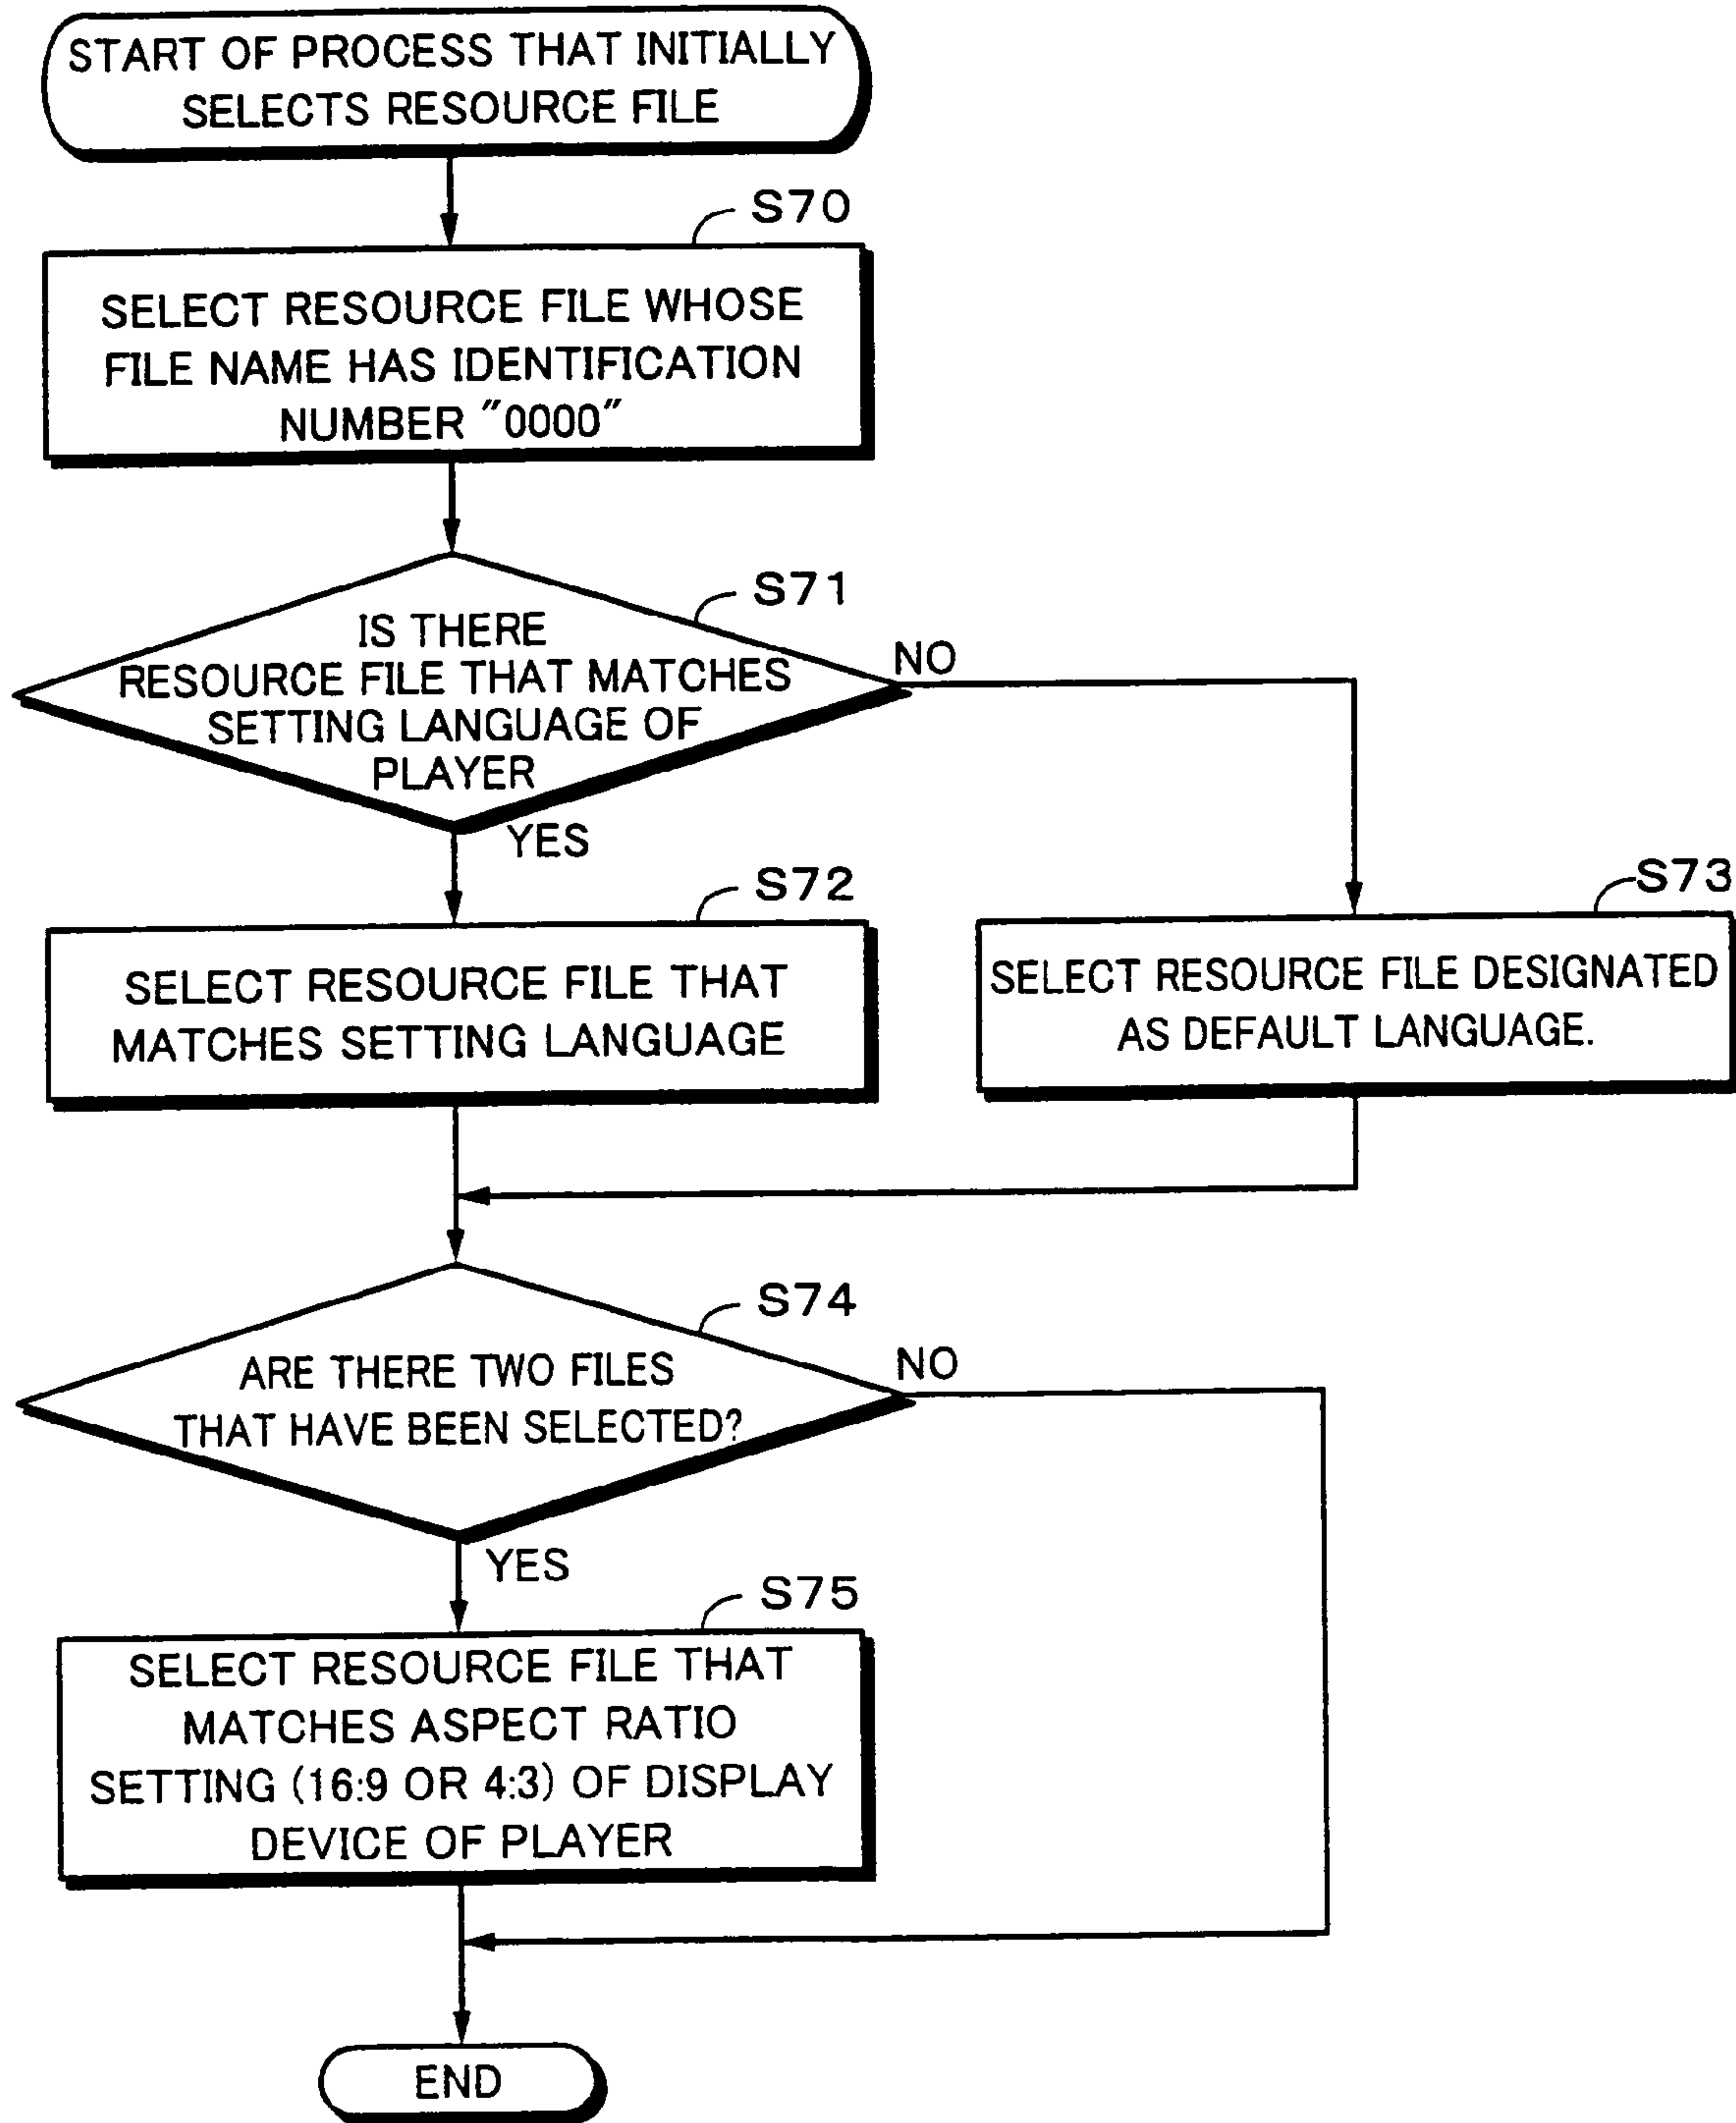 START OF PROCESS THAT INITIALLY
SELECTS RESOURCE FILE
S70
SELECT RESOURCE FILE WHOSE
FILE NAME HAS IDENTIFICATION
NUMBER "0000"
S71
IS THERE
RESOURCE FILE THAT MATCHES
SETTING LANGUAGE OF
PLAYER
NO
YES
S72
SELECT RESOURCE FILE THAT
MATCHES SETTING LANGUAGE
S73
SELECT RESOURCE FILE DESIGNATED
AS DEFAULT LANGUAGE.
S74
ARE THERE TWO FILES
THAT HAVE BEEN SELECTED?
NO
YES
S75
SELECT RESOURCE FILE THAT
MATCHES ASPECT RATIO
SETTING (16:9 OR 4:3) OF DISPLAY
DEVICE OF PLAYER
END